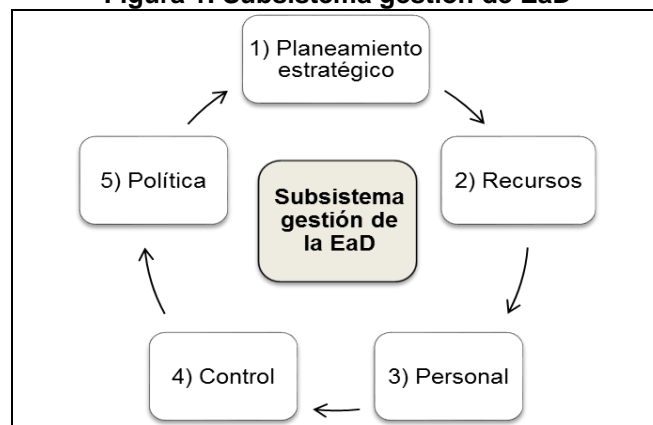 Figura 1. Subsistema gestión de EaD
1) Planeamiento
estratégico
2) Recursos
3) Personal
4) Control
5) Política
Subsistema
gestión de
la EaD